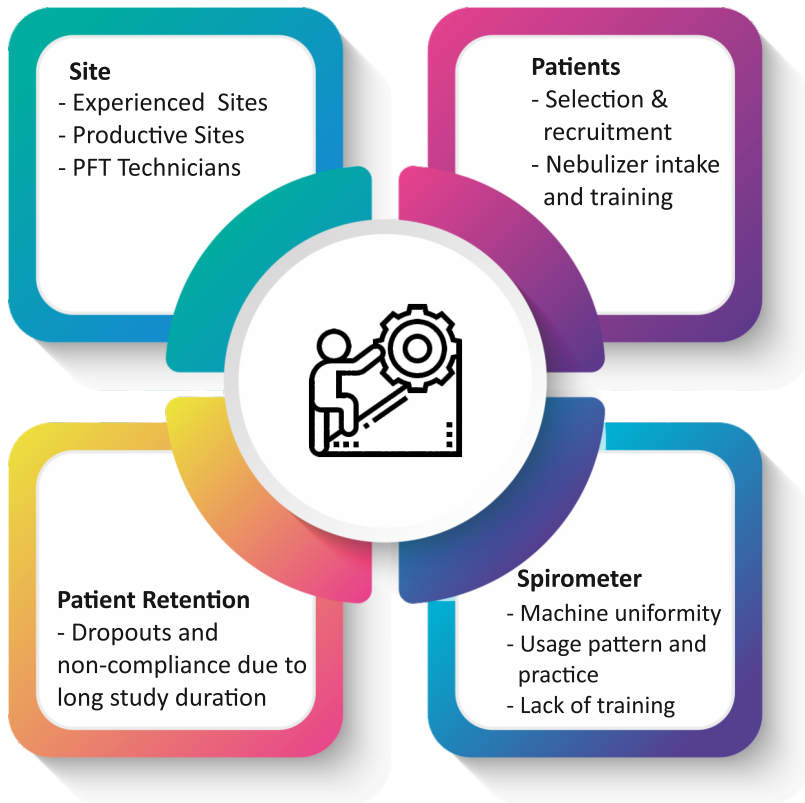 Site
- Experienced Sites
- Productive Sites
- PFT Technicians
Patients
- Selection &
recruitment
- Nebulizer intake
and training
Patient Retention
- Dropouts and
non-compliance due to
long study duration
Spirometer
- Machine uniformity
- Usage pattern and
practice
- Lack of training